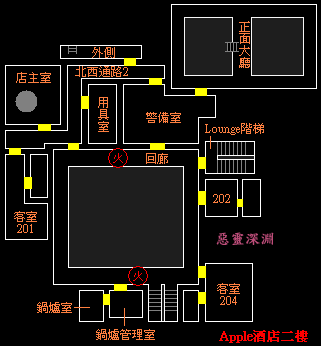 正面大廳
外側
北西通路2
店主室
用具室
警備室
Lounge階梯
火
回廊
202
客室
201
惡靈深淵
火
客室
204
鍋爐室
鍋爐管理室
Apple酒店二樓